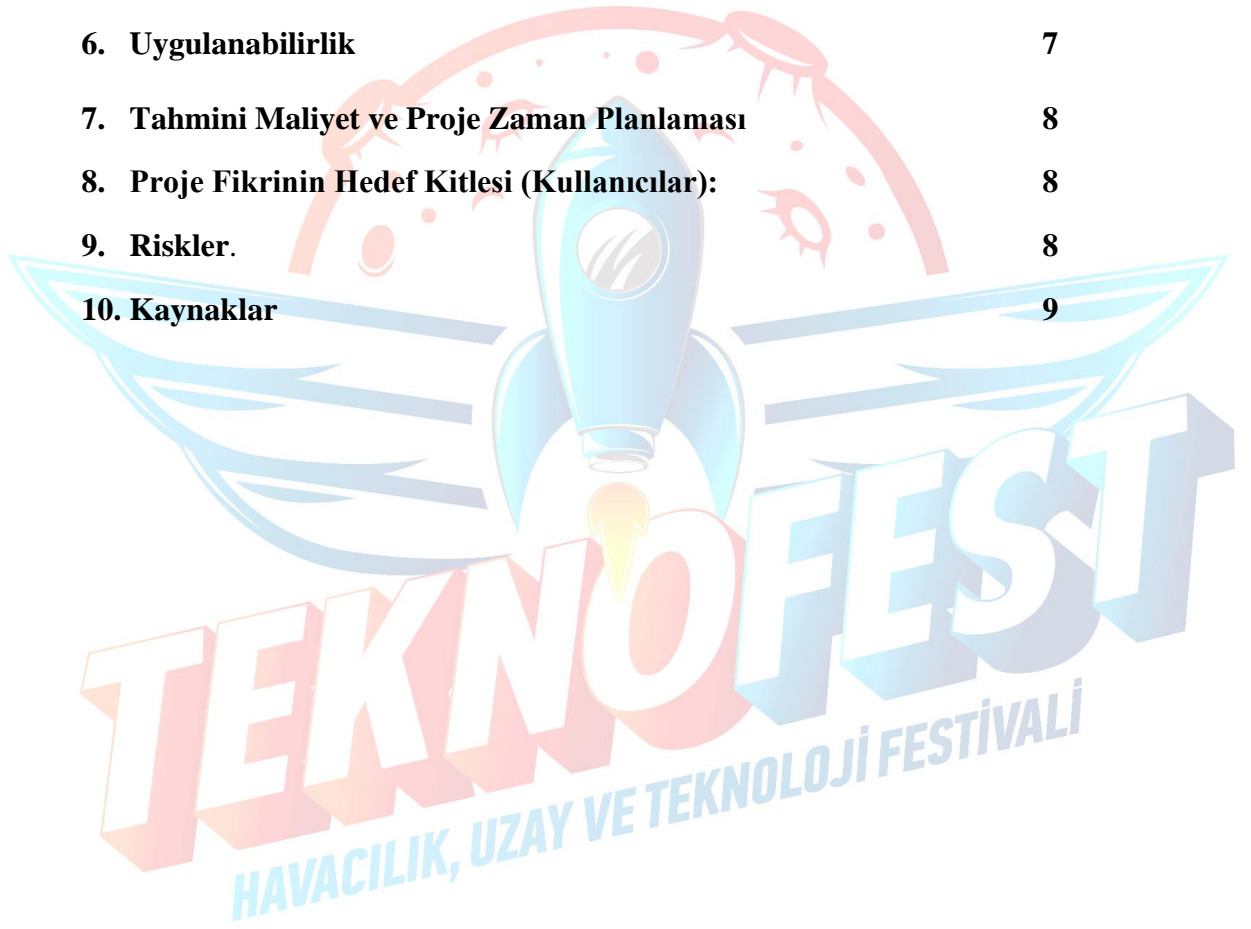 6. Uygulanabilirlik 7
7. Tahmini Maliyet ve Proje Zaman Planlaması 8
8. Proje Fikrinin Hedef Kitlesi (Kullanıcılar): 8
9. Riskler. 8
10. Kaynaklar 9
TEKNOFEST
HAVACILIK, UZAY VE TEKNOLOJİ FESTİVALİ